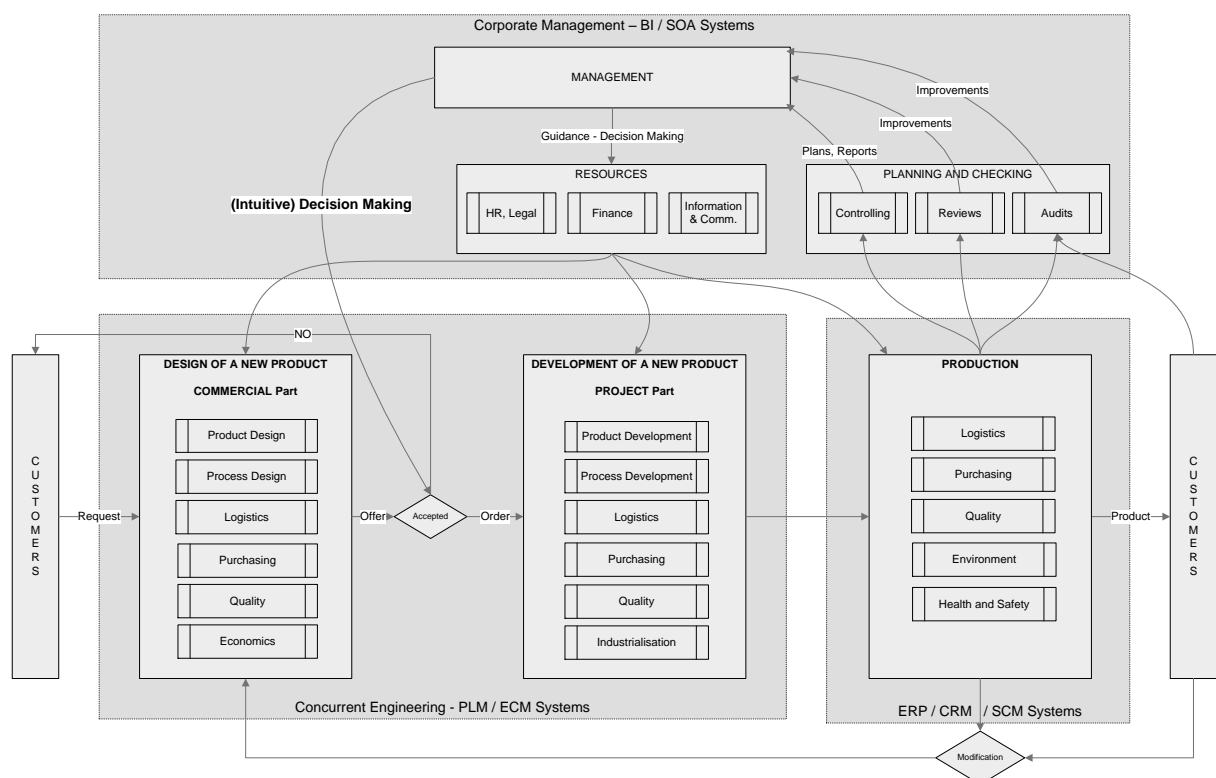 Corporate Management – BI / SOA Systems
MANAGEMENT
Improvements
Improvements
Guidance - Decision Making
Plans, Reports
RESOURCES
PLANNING AND CHECKING
(Intuitive) Decision Making
HR, Legal
Finance
Information
& Comm.
Controlling
Reviews
Audits
NO
DESIGN OF A NEW PRODUCT
COMMERCIAL Part
DEVELOPMENT OF A NEW PRODUCT
PROJECT Part
PRODUCTION
CUSTOMERS
Request
Product Design
Process Design
Logistics
Purchasing
Quality
Economics
Offer
Accepted
Order
Product Development
Process Development
Logistics
Purchasing
Quality
Industrialisation
Logistics
Purchasing
Quality
Environment
Health and Safety
Product
CUSTOMERS
Concurrent Engineering - PLM / ECM Systems
ERP / CRM / SCM Systems
Modification